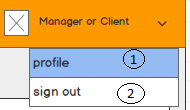 Manager or Client
profile 1
sign out 2